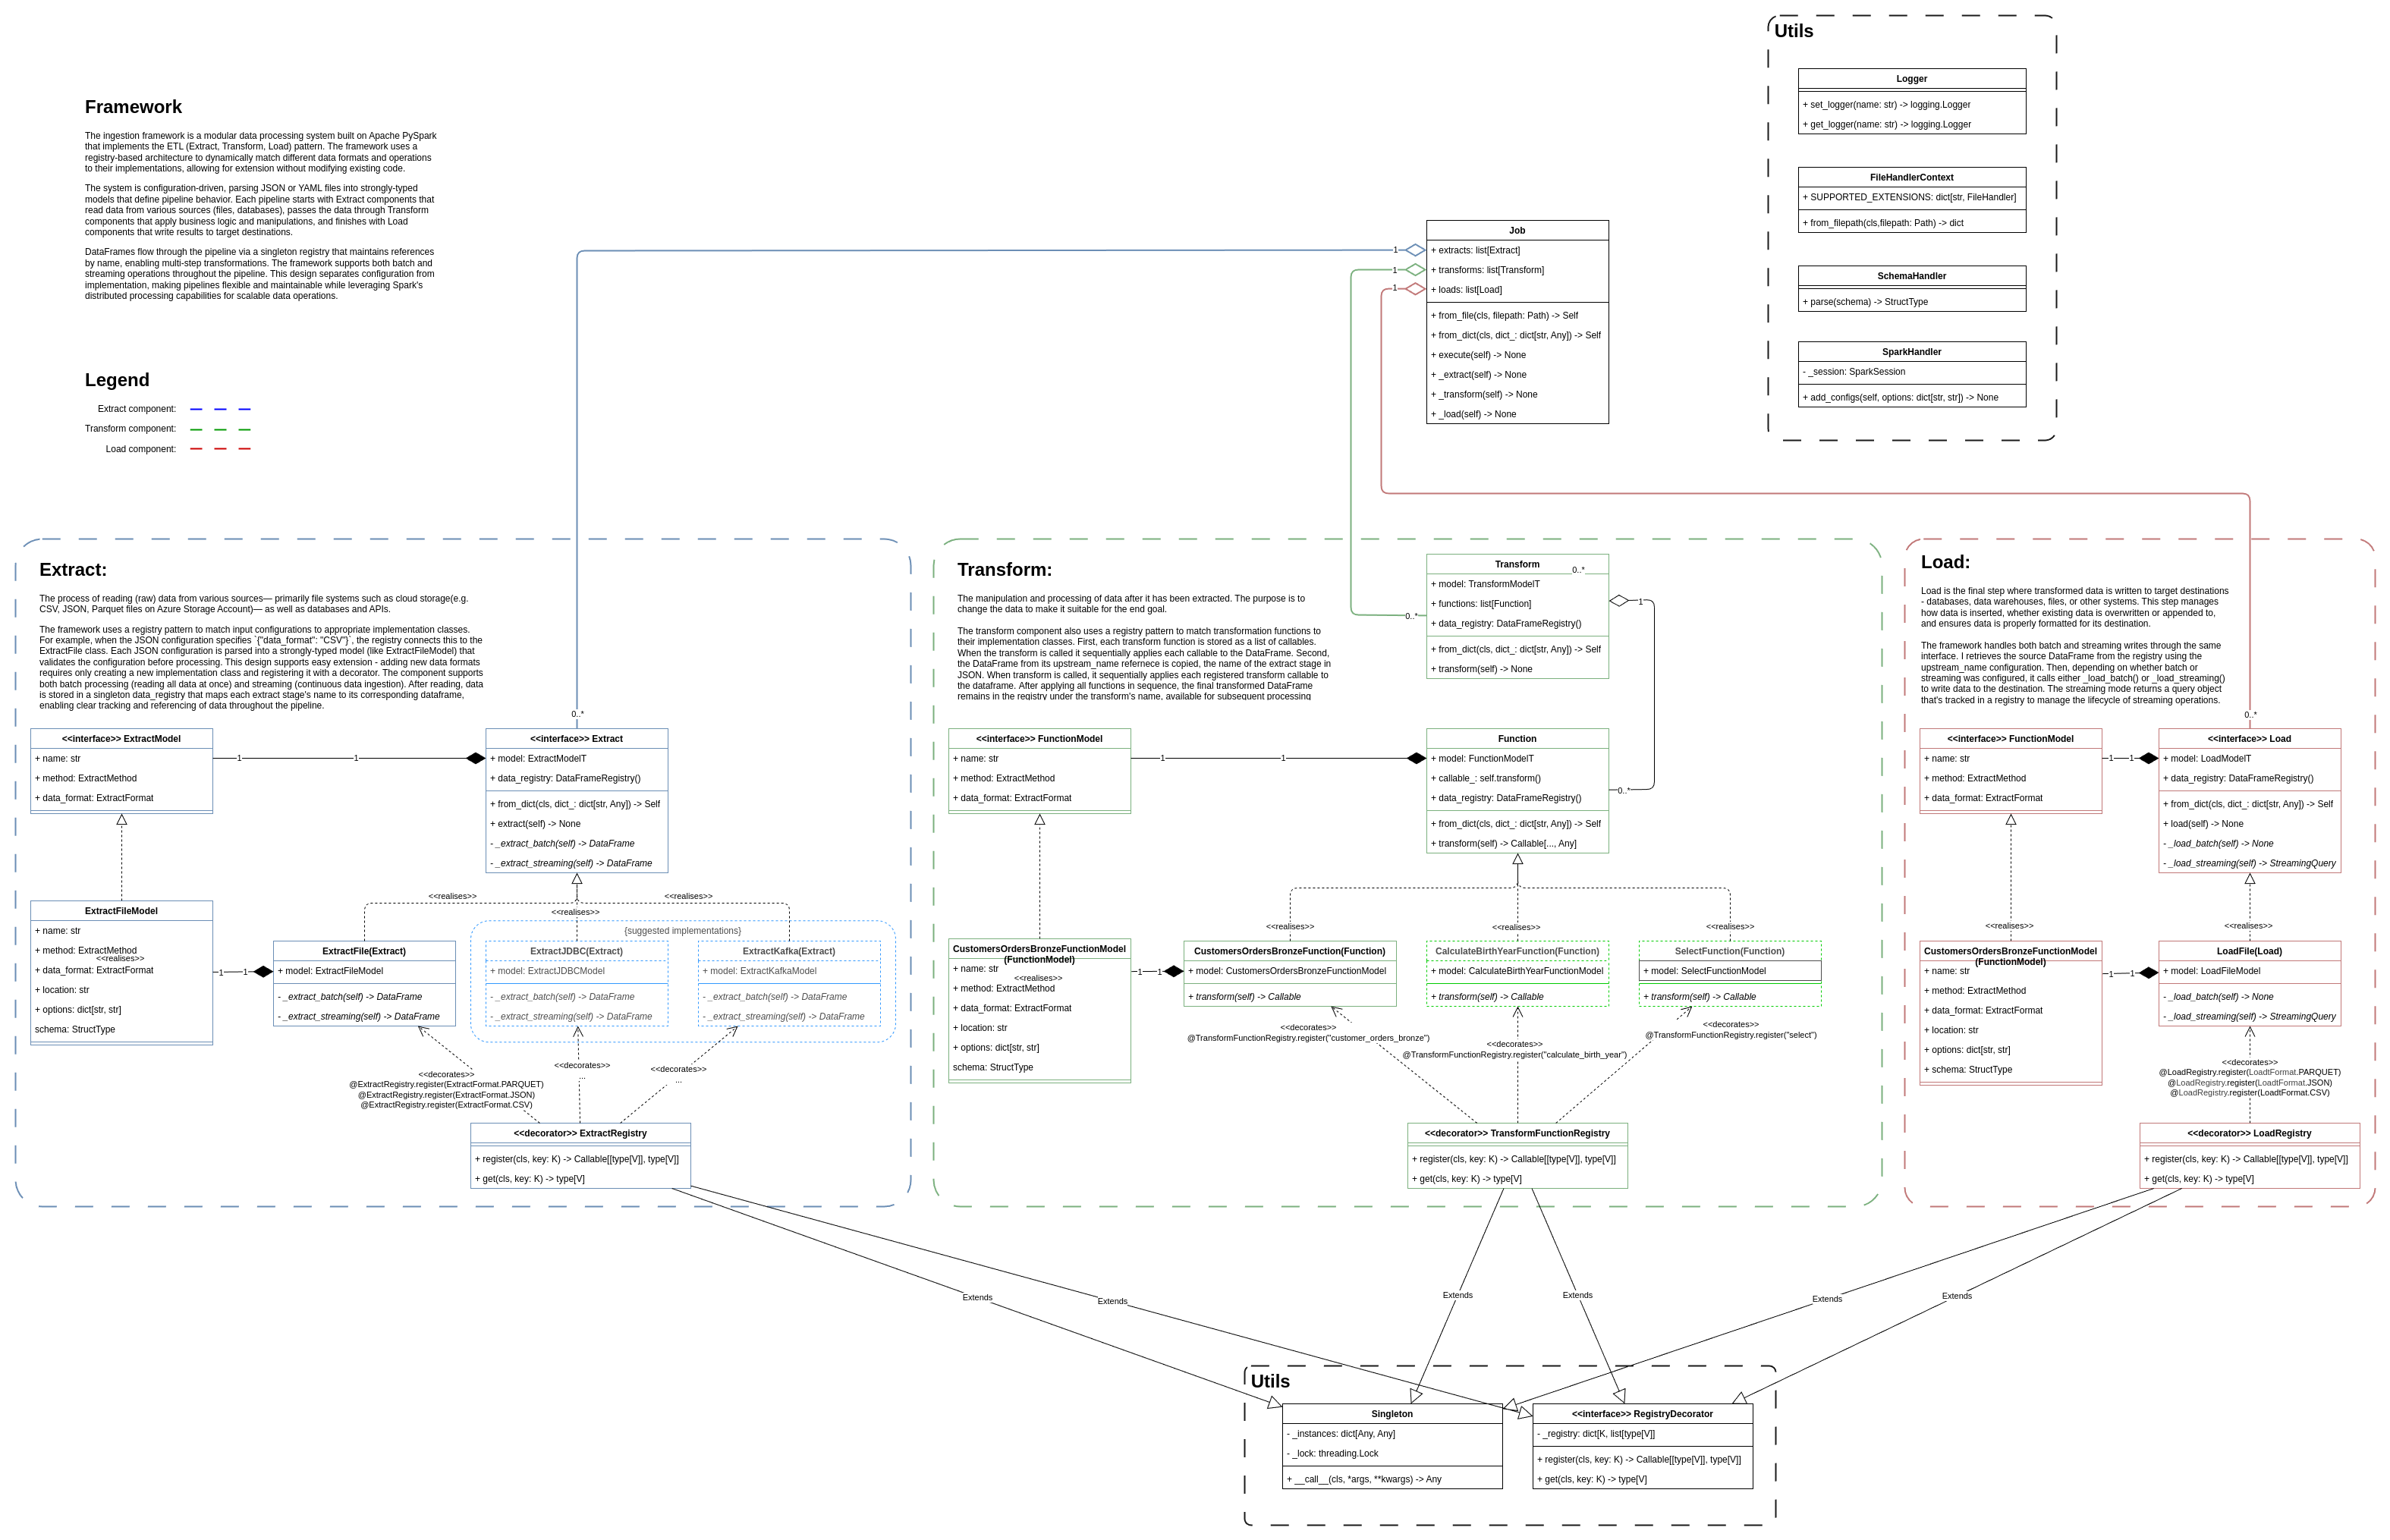 Framework
The ingestion framework is a modular data processing system built on Apache PySpark
that implements the ETL (Extract, Transform, Load) pattern. The framework uses a
registry-based architecture to dynamically match different data formats and operations
to their implementations, allowing for extension without modifying existing code.
The system is configuration-driven, parsing JSON or YAML files into strongly-typed
models that define pipeline behavior. Each pipeline starts with Extract components that
read data from various sources (files, databases), passes the data through Transform
components that apply business logic and manipulations, and finishes with Load
components that write results to target destinations.
DataFrames flow through the pipeline via a singleton registry that maintains references
by name, enabling multi-step transformations. The framework supports both batch and
streaming operations throughout the pipeline. This design separates configuration from
implementation, making pipelines flexible and maintainable while leveraging Spark's
distributed processing capabilities for scalable data operations.
Legend
Extract component:
Transform component:
Load component:
Job
+ extracts: list[Extract]
+ transforms: list[Transform]
+ loads: list[Load]
+ from_file(cls, filepath: Path) -> Self
+ from_dict(cls, dict_: dict[str, Any]) -> Self
+ execute(self) -> None
+ _extract(self) -> None
+ _transform(self) -> None
+ _load(self) -> None
1
1
1
Utils
Logger
+ set_logger(name: str) -> logging.Logger
+ get_logger(name: str) -> logging.Logger
FileHandlerContext
+ SUPPORTED_EXTENSIONS: dict[str, FileHandler]
+ from_filepath(cls,filepath: Path) -> dict
SchemaHandler
+ parse(schema) -> StructType
SparkHandler
- _session: SparkSession
+ add_configs(self, options: dict[str, str]) -> None
Extract:
The process of reading (raw) data from various sources— primarily file systems such as cloud storage(e.g.
CSV, JSON, Parquet files on Azure Storage Account)— as well as databases and APIs.
The framework uses a registry pattern to match input configurations to appropriate implementation classes.
For example, when the JSON configuration specifies `{"data_format": "CSV"}`, the registry connects this to the
ExtractFile class. Each JSON configuration is parsed into a strongly-typed model (like ExtractFileModel) that
validates the configuration before processing. This design supports easy extension - adding new data formats
requires only creating a new implementation class and registering it with a decorator. The component supports
both batch processing (reading all data at once) and streaming (continuous data ingestion). After reading, data
is stored in a singleton data_registry that maps each extract stage's name to its corresponding dataframe,
enabling clear tracking and referencing of data throughout the pipeline.
0..*
<<interface>> ExtractModel
+ name: str
+ method: ExtractMethod
+ data_format: ExtractFormat
1
1
<<interface>> Extract
+ model: ExtractModelT
+ data_registry: DataFrameRegistry()
+ from_dict(cls, dict_: dict[str, Any]) -> Self
+ extract(self) -> None
- _extract_batch(self) -> DataFrame
- _extract_streaming(self) -> DataFrame
<<realises>>
<<realises>>
<<realises>>
ExtractFileModel
+ name: str
+ method: ExtractMethod
<<realises>>
+ data_format: ExtractFormat
+ location: str
+ options: dict[str, str]
schema: StructType
1
1
ExtractFile(Extract)
+ model: ExtractFileModel
- _extract_batch(self) -> DataFrame
- _extract_streaming(self) -> DataFrame
{suggested implementations}
ExtractJDBC(Extract)
+ model: ExtractJDBCModel
- _extract_batch(self) -> DataFrame
- _extract_streaming(self) -> DataFrame
ExtractKafka(Extract)
+ model: ExtractKafkaModel
- _extract_batch(self) -> DataFrame
- _extract_streaming(self) -> DataFrame
<<decorates>>
@ExtractRegistry.register(ExtractFormat.PARQUET)
@ExtractRegistry.register(ExtractFormat.JSON)
@ExtractRegistry.register(ExtractFormat.CSV)
<<decorates>>
...
<<decorates>>
...
<<decorator>> ExtractRegistry
+ register(cls, key: K) -> Callable[[type[V]], type[V]]
+ get(cls, key: K) -> type[V]
Transform:
The manipulation and processing of data after it has been extracted. The purpose is to
change the data to make it suitable for the end goal.
The transform component also uses a registry pattern to match transformation functions to
their implementation classes. First, each transform function is stored as a list of callables.
When the transform is called it sequentially applies each callable to the DataFrame. Second,
the DataFrame from its upstream_name refernece is copied, the name of the extract stage in
JSON. When transform is called, it sequentially applies each registered transform callable to
the dataframe. After applying all functions in sequence, the final transformed DataFrame
remains in the registry under the transform's name, available for subsequent processing
Transform
0..*
+ model: TransformModelT
+ functions: list[Function]
+ data_registry: DataFrameRegistry()
+ from_dict(cls, dict_: dict[str, Any]) -> Self
+ transform(self) -> None
0..*
1
<<interface>> FunctionModel
+ name: str
+ method: ExtractMethod
+ data_format: ExtractFormat
1
1
Function
+ model: FunctionModelT
+ callable_: self.transform()
+ data_registry: DataFrameRegistry()
+ from_dict(cls, dict_: dict[str, Any]) -> Self
+ transform(self) -> Callable[..., Any]
0..*
<<realises>>
<<realises>>
<<realises>>
CustomersOrdersBronzeFunctionModel
(FunctionModel)
+ name: str
<<realises>>
+ method: ExtractMethod
+ data_format: ExtractFormat
+ location: str
+ options: dict[str, str]
schema: StructType
1
1
CustomersOrdersBronzeFunction(Function)
+ model: CustomersOrdersBronzeFunctionModel
+ transform(self) -> Callable
CalculateBirthYearFunction(Function)
+ model: CalculateBirthYearFunctionModel
+ transform(self) -> Callable
SelectFunction(Function)
+ model: SelectFunctionModel
+ transform(self) -> Callable
<<decorates>>
@TransformFunctionRegistry.register("customer_orders_bronze")
<<decorates>>
@TransformFunctionRegistry.register("calculate_birth_year")
<<decorates>>
@TransformFunctionRegistry.register("select")
<<decorator>> TransformFunctionRegistry
+ register(cls, key: K) -> Callable[[type[V]], type[V]]
+ get(cls, key: K) -> type[V]
Load:
Load is the final step where transformed data is written to target destinations
- databases, data warehouses, files, or other systems. This step manages
how data is inserted, whether existing data is overwritten or appended to,
and ensures data is properly formatted for its destination.
The framework handles both batch and streaming writes through the same
interface. I retrieves the source DataFrame from the registry using the
upstream_name configuration. Then, depending on whether batch or
streaming was configured, it calls either _load_batch() or _load_streaming()
to write data to the destination. The streaming mode returns a query object
that's tracked in a registry to manage the lifecycle of streaming operations.
0..*
<<interface>> FunctionModel
+ name: str
+ method: ExtractMethod
+ data_format: ExtractFormat
1
1
<<interface>> Load
+ model: LoadModelT
+ data_registry: DataFrameRegistry()
+ from_dict(cls, dict_: dict[str, Any]) -> Self
+ load(self) -> None
- _load_batch(self) -> None
- _load_streaming(self) -> StreamingQuery
<<realises>>
<<realises>>
CustomersOrdersBronzeFunctionModel
(FunctionModel)
+ name: str
+ method: ExtractMethod
+ data_format: ExtractFormat
+ location: str
+ options: dict[str, str]
+ schema: StructType
1
1
LoadFile(Load)
+ model: LoadFileModel
- _load_batch(self) -> None
- _load_streaming(self) -> StreamingQuery
<<decorates>>
@LoadRegistry.register(LoadtFormat.PARQUET)
@LoadRegistry.register(LoadtFormat.JSON)
@LoadRegistry.register(LoadtFormat.CSV)
<<decorator>> LoadRegistry
+ register(cls, key: K) -> Callable[[type[V]], type[V]]
+ get(cls, key: K) -> type[V]
Extends
Extends
Extends
Extends
Extends
Extends
Utils
Singleton
- _instances: dict[Any, Any]
- _lock: threading.Lock
+ __call__(cls, *args, **kwargs) -> Any
<<interface>> RegistryDecorator
- _registry: dict[K, list[type[V]]
+ register(cls, key: K) -> Callable[[type[V]], type[V]]
+ get(cls, key: K) -> type[V]